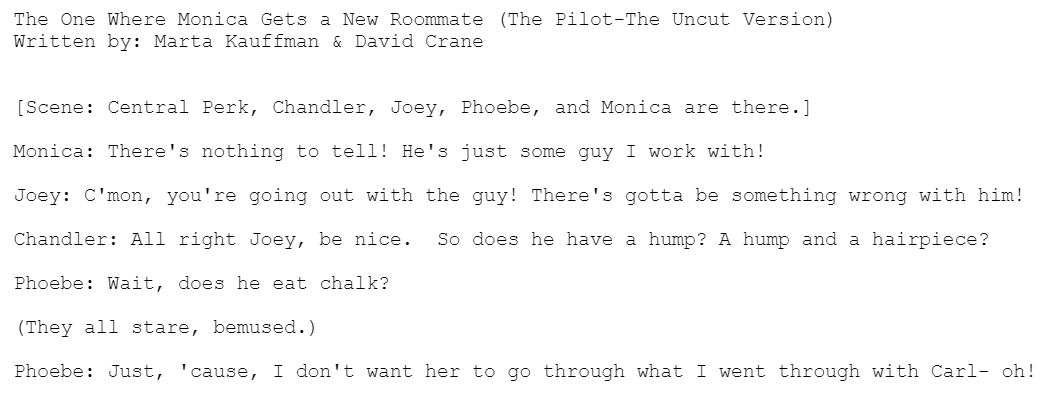 The One Where Monica Gets a New Roommate (The Pilot-The Uncut Version)
Written by: Marta Kauffman & David Crane
[Scene: Central Perk, Chandler, Joey, Phoebe, and Monica are there.]
Monica: There's nothing to tell! He's just some guy I work with!
Joey: C'mon, you're going out with the guy! There's gotta be something wrong with him!
Chandler: All right Joey, be nice.  So does he have a hump? A hump and a hairpiece?
Phoebe: Wait, does he eat chalk?
(They all stare, bemused.)
Phoebe: Just, 'cause, I don't want her to go through what I went through with Carl- oh!